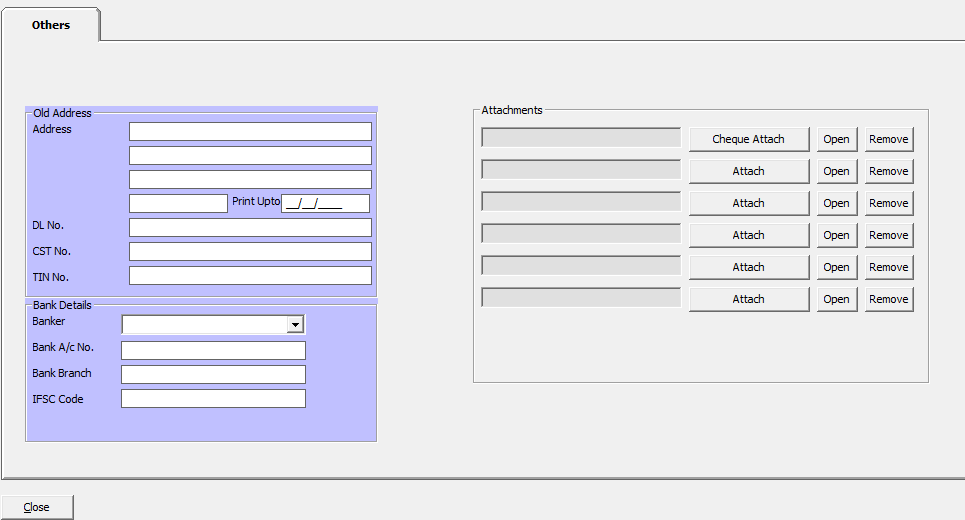 Others
Old Address
Address
Print Upto __/__/____
DL No.
CST No.
TIN No.
Bank Details
Banker
Bank A/c No.
Bank Branch
IFSC Code
Attachments
Cheque Attach Open Remove
Attach Open Remove
Attach Open Remove
Attach Open Remove
Attach Open Remove
Attach Open Remove
Close